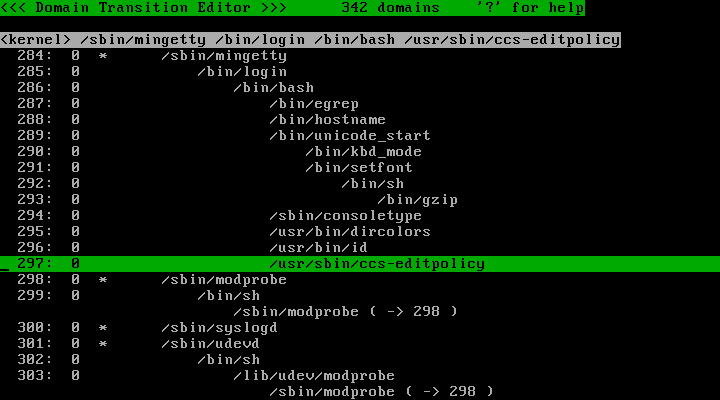 <<< Domain Transition Editor >>>      342 domains    '?' for help
<kernel> /sbin/mingetty /bin/login /bin/bash /usr/sbin/ccs-editpolicy
284:  0  *      /sbin/mingetty
285:  0             /bin/login
286:  0                 /bin/bash
287:  0                     /bin/egrep
288:  0                     /bin/hostname
289:  0                     /bin/unicode_start
290:  0                         /bin/kbd_mode
291:  0                         /bin/setfont
292:  0                             /bin/sh
293:  0                                 /bin/gzip
294:  0                     /sbin/consoletype
295:  0                     /usr/bin/dircolors
296:  0                     /usr/bin/id
297:  0                     /usr/sbin/ccs-editpolicy
298:  0  *      /sbin/modprobe
299:  0             /bin/sh
                /sbin/modprobe ( -> 298 )
300:  0  *      /sbin/syslogd
301:  0  *      /sbin/udevd
302:  0             /bin/sh
303:  0                 /lib/udev/modprobe
                    /sbin/modprobe ( -> 298 )